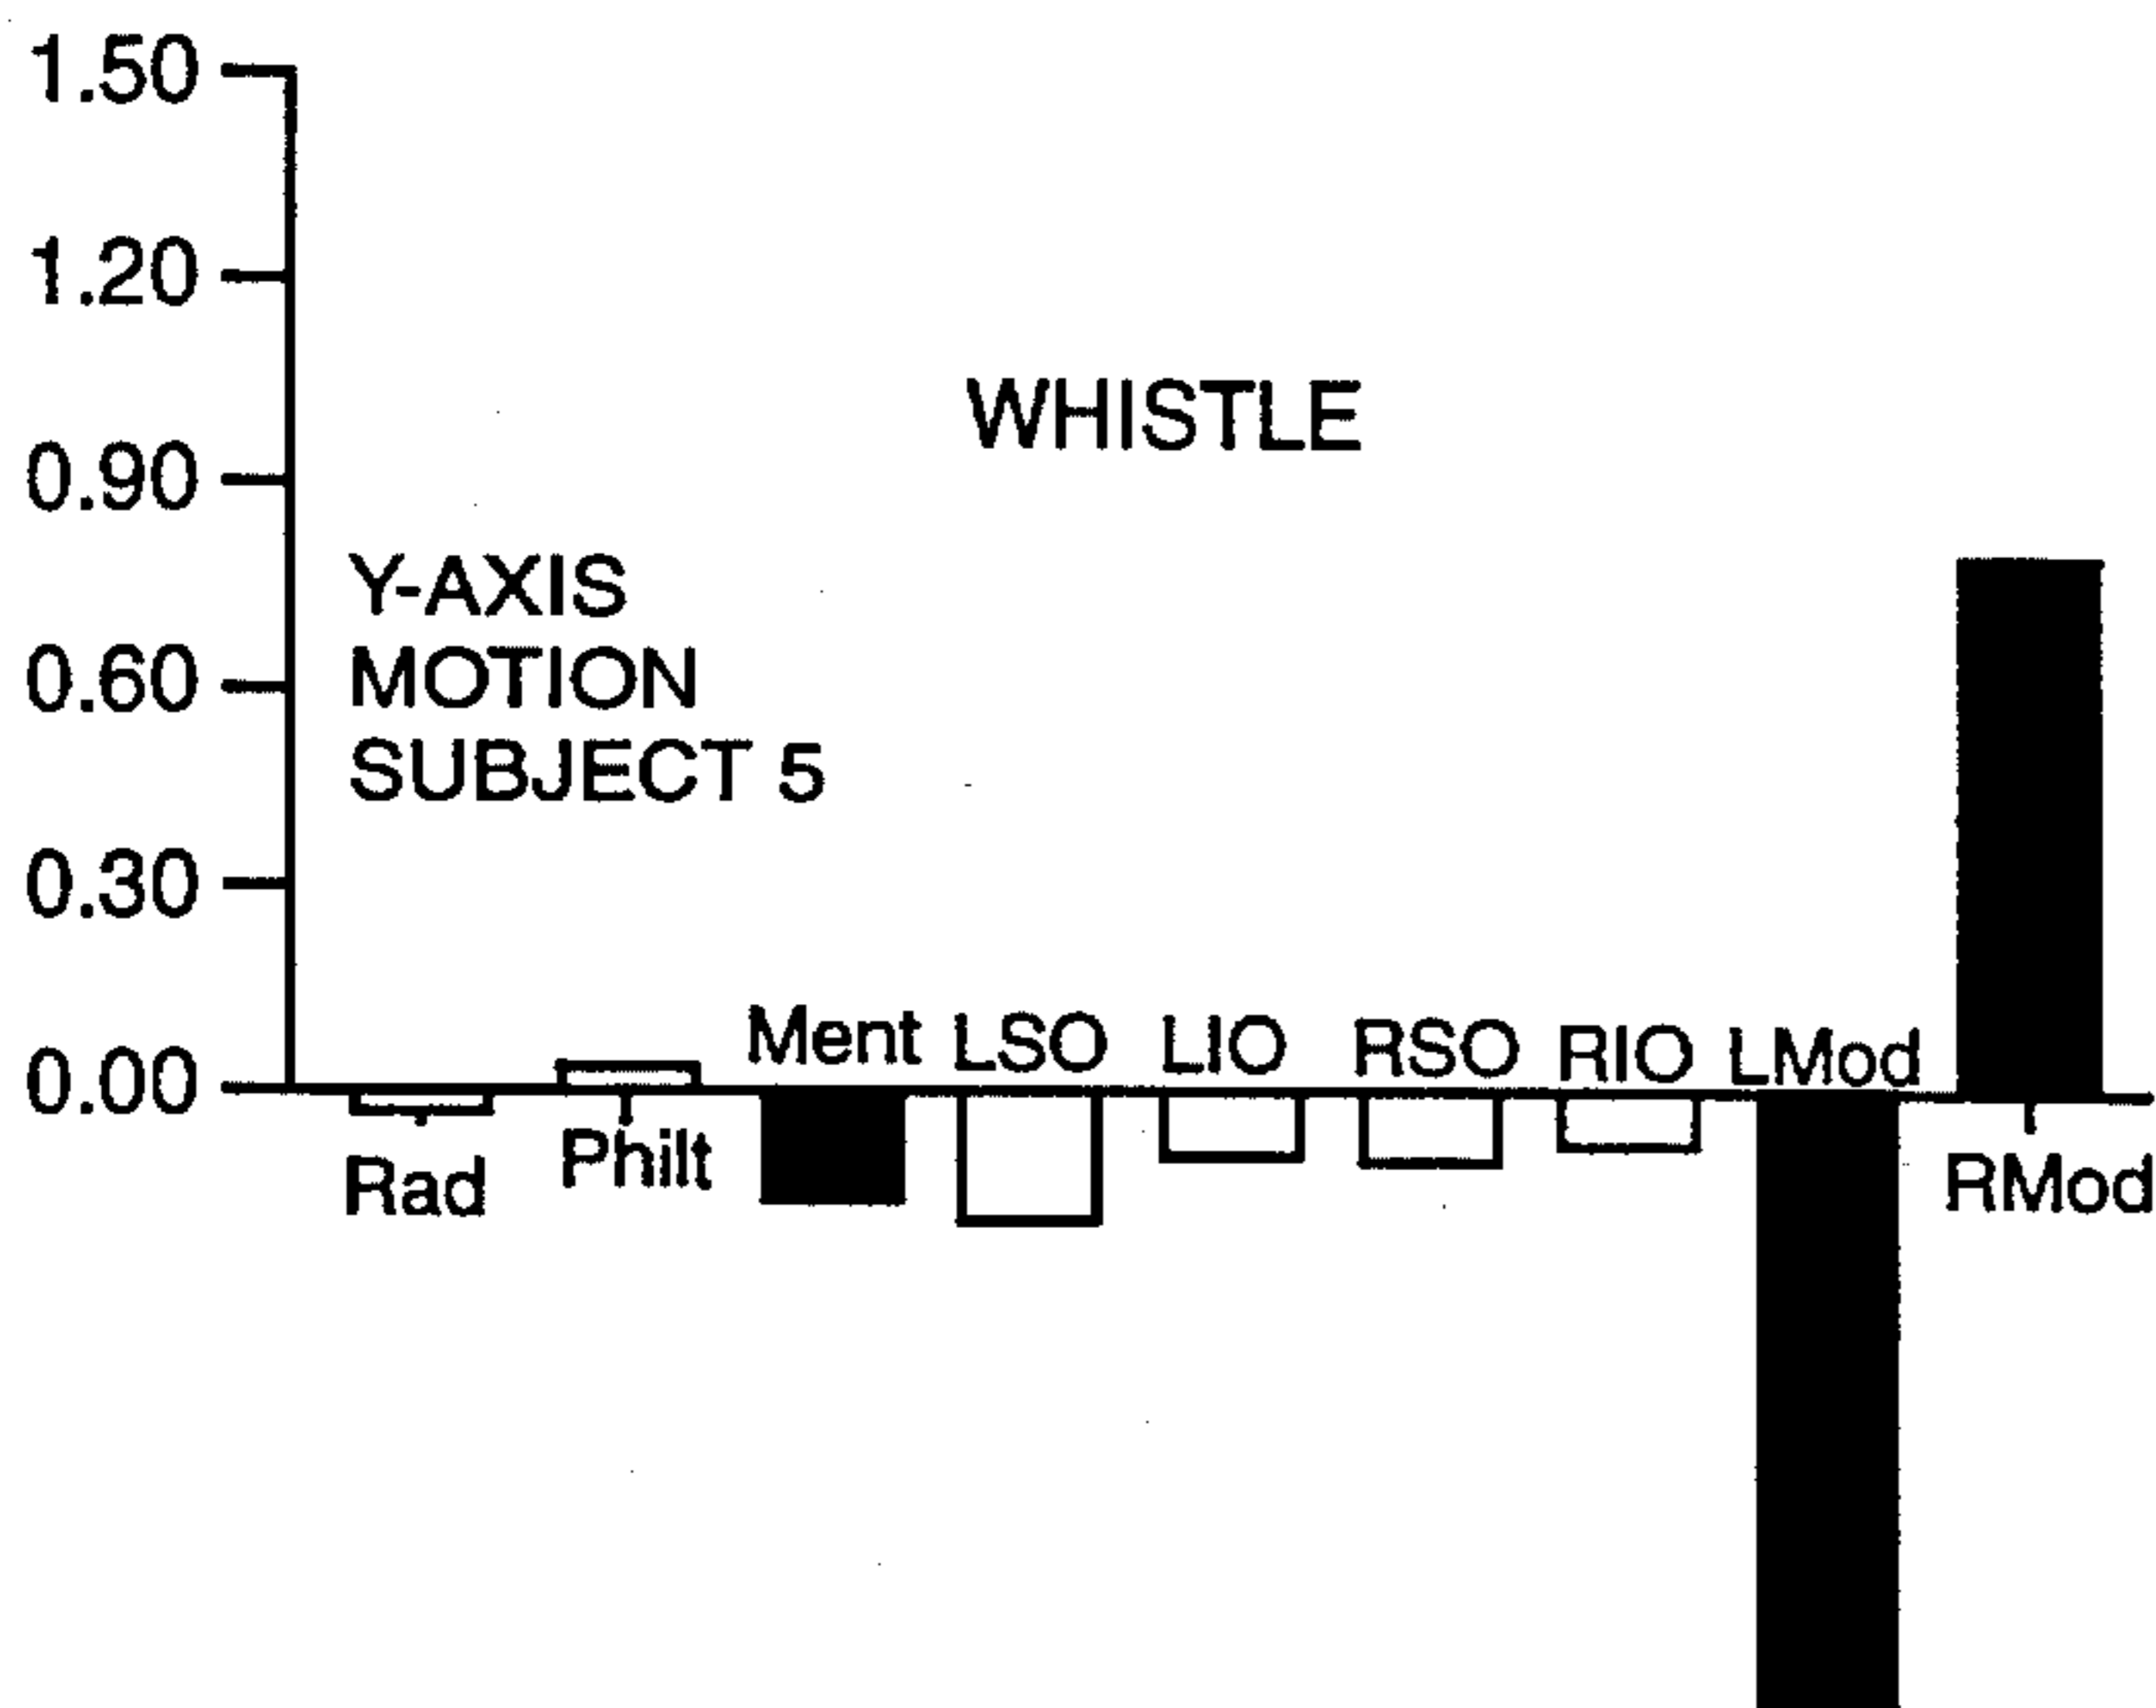 1.50
1.20
WHISTLE
0.90
Y-AXIS
MOTION
SUBJECT 5
0.60
0.30
0.00
Ment LSO LIO RSO RIO LMod
Rad Philt RMod